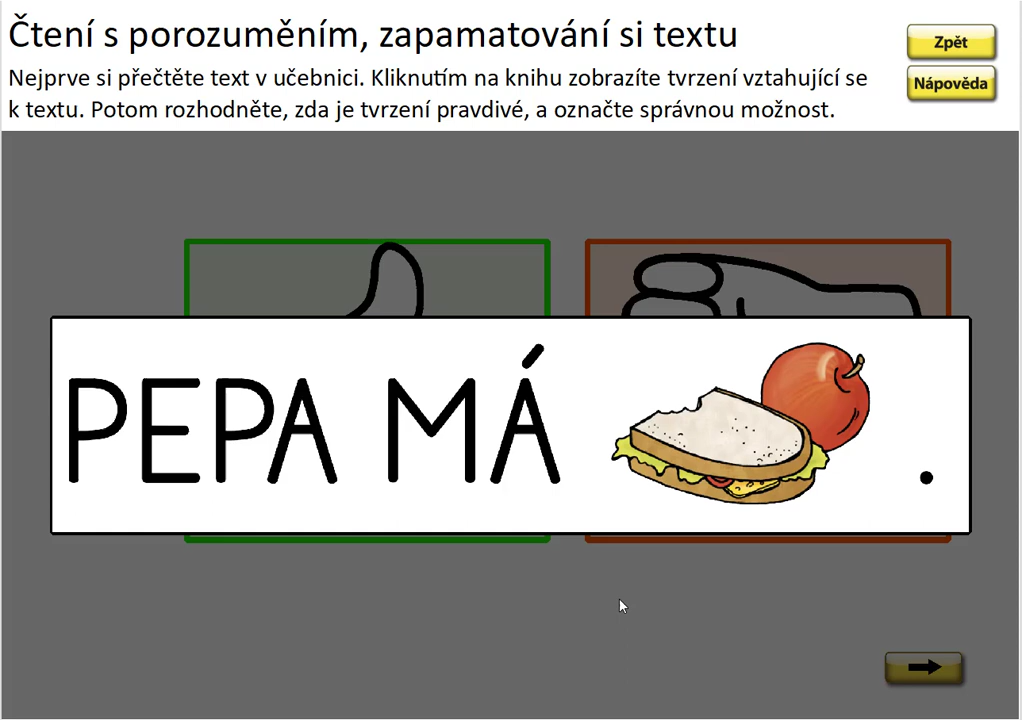 Čtení s porozuměním, zapamatování si textu
Zpět
Nejprve si přečtěte text v učebnici. Kliknutím na knihu zobrazíte tvrzení vztahující se
k textu. Potom rozhodněte, zda je tvrzení pravdivé, a označte správnou možnost.
Nápověda
PEPA MÁ .